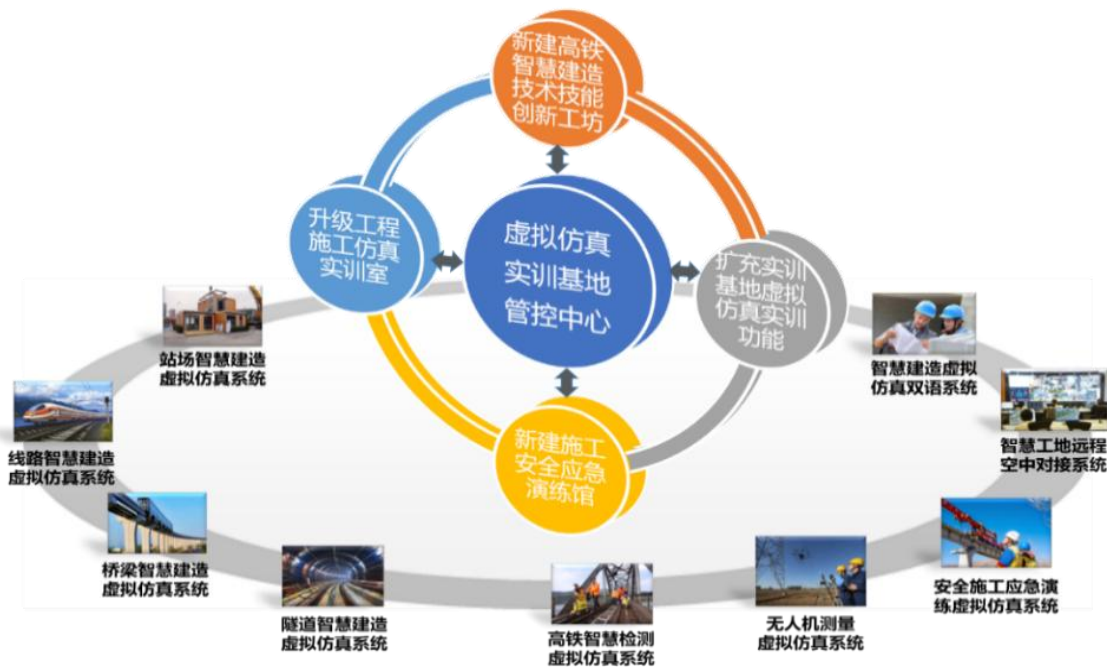 新建高铁
智慧建造
技术技能
创新工坊
升级工程
施工仿真
实训室
虚拟仿真
实训基地
管控中心
扩充实训
基地虚拟
仿真实训
功能
新建施工
安全应急
演练馆
站场智慧建造
虚拟仿真系统
智慧建造虚拟
仿真双语系统
线路智慧建造
虚拟仿真系统
智慧工地远程
空中对接系统
桥梁智慧建造
虚拟仿真系统
安全施工应急演
练虚拟仿真系统
隧道智慧建造
虚拟仿真系统
高铁智慧检测
虚拟仿真系统
无人机测量
虚拟仿真系统